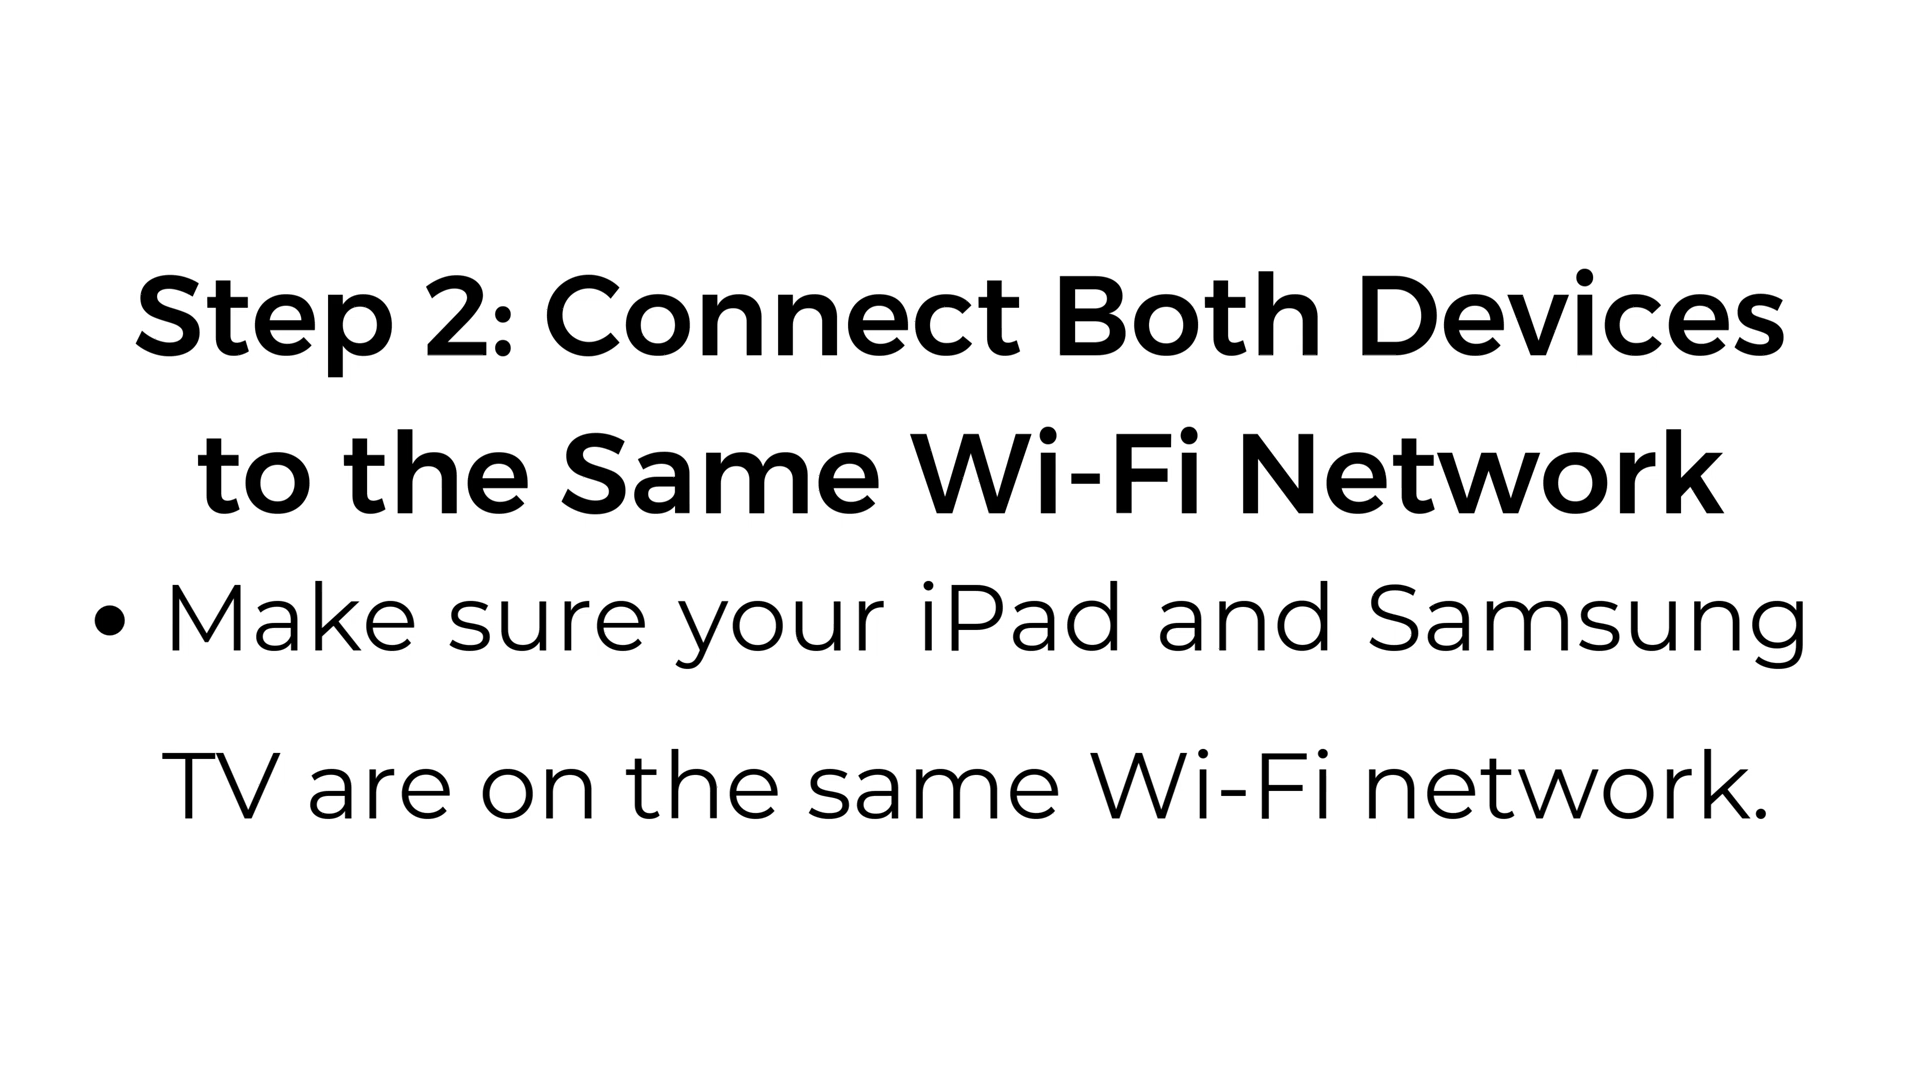 Step 2: Connect Both Devices
to the Same Wi-Fi Network
• Make sure your iPad and Samsung
TV are on the same Wi-Fi network.